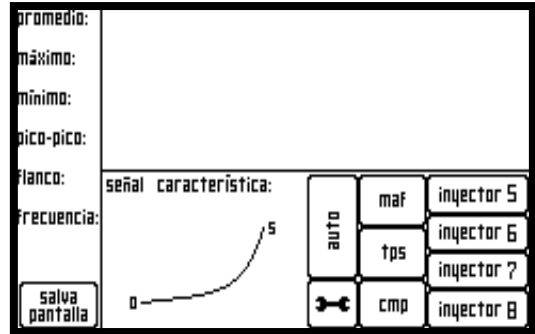 promedio:
máximo:
mínimo:
pico-pico:
flanco:
frecuencia:
salva
pantalla
señal característica:
5
0
auto
maf
tps
cmp
inyector 5
inyector 6
inyector 7
inyector 8